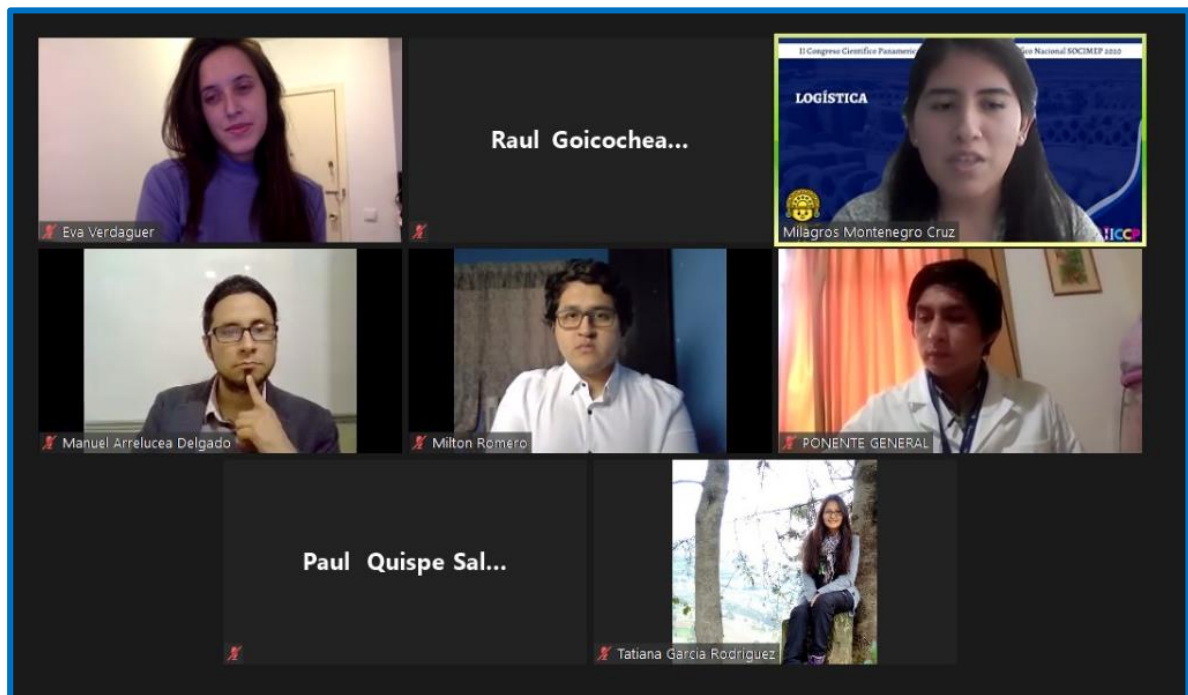 II Congreso Científico Panameric
ico Nacional SOCIMEP 2020
LOGÍSTICA
Raul Goicochea...
Eva Verdaguer
Milagros Montenegro Cruz
HCCP
Manuel Arrelucea Delgado
Milton Romero
PONENTE GENERAL
Paul Quispe Sal...
Tatiana Garcia Rodriguez